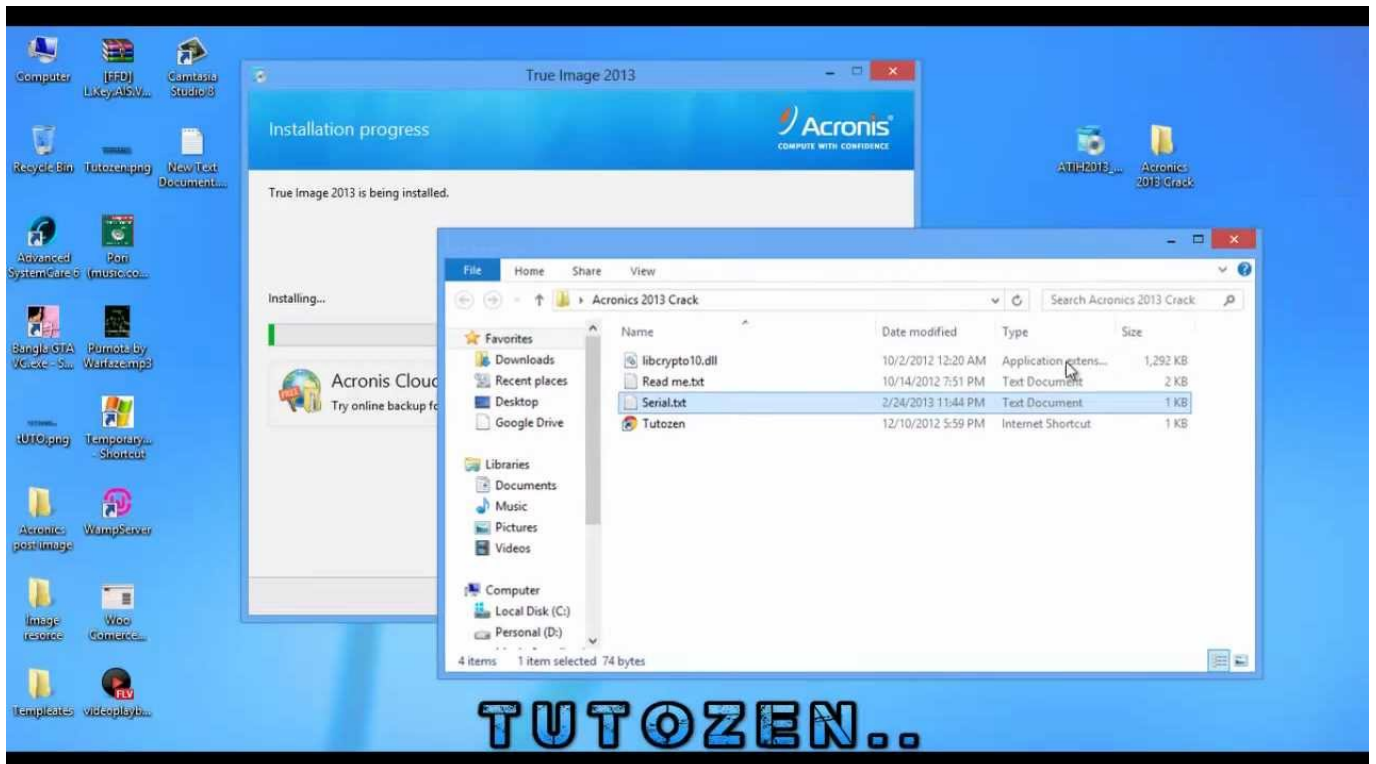 Computer
[FFD]
Camtasia
Studio 8
Recycle Bin
Tutozen.png
New Text
Document....
Advanced
SystemCare 6
Pori
(music.co...
Bangla GTA
VC.exe - S...
Purnota by
Warfaze.mp3
tUTO.png
Temporary...
- Shortcut
Acronic
post image
WampServer
Image
resoice
Woo
Comerce...
Templeates
videoplayb...
True Image 2013
Installation progress
Acronis
COMPUTE WITH CONFIDENCE
True Image 2013 is being installed.
Installing...
FREE
Acronis Cloud
Try online backup fo
ATIH2013_...
Acronics
2013 Crack
File Home Share View
Acronics 2013 Crack
Search Acronics 2013 Crack
Favorites
Downloads
Recent places
Desktop
Google Drive
Libraries
Documents
Music
Pictures
Videos
Computer
Local Disk (C:)
Personal (D:)
Name Date modified Type Size
libcrypto10.dll 10/2/2012 12:20 AM Application extens... 1,292 KB
Read me.txt 10/14/2012 7:51 PM Text Document 2 KB
Serial.txt 2/24/2013 11:44 PM Text Document 1 KB
Tutozen 12/10/2012 5:59 PM Internet Shortcut 1 KB
4 items 1 item selected 74 bytes
FLV
TUTOZEN..